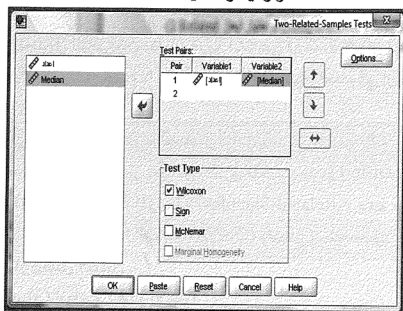 Two-Related-Samples Tests
Median
Test Pairs:
Pair Variable1 Variable2
1 [Median]
2
Options...
Test Type
Wilcoxon
Sign
McNemar
Marginal Homogeneity
OK Paste Reset Cancel Help